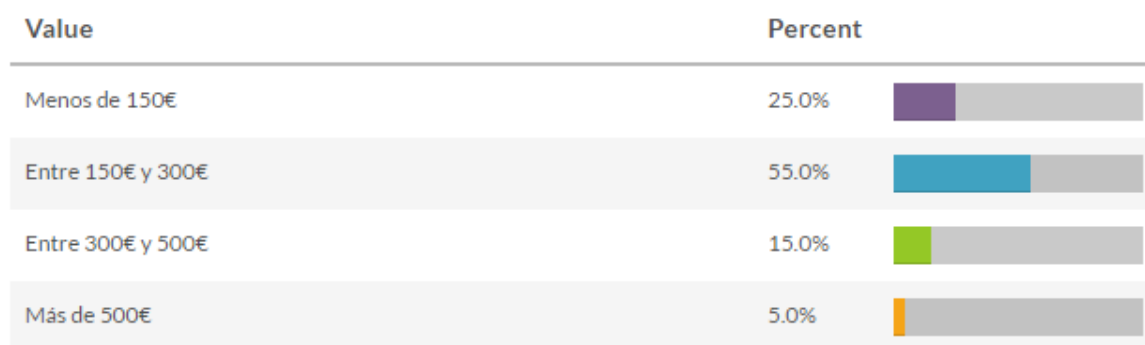 Value Percent
Menos de 150€ 25.0%
Entre 150€ y 300€ 55.0%
Entre 300€ y 500€ 15.0%
Más de 500€ 5.0%